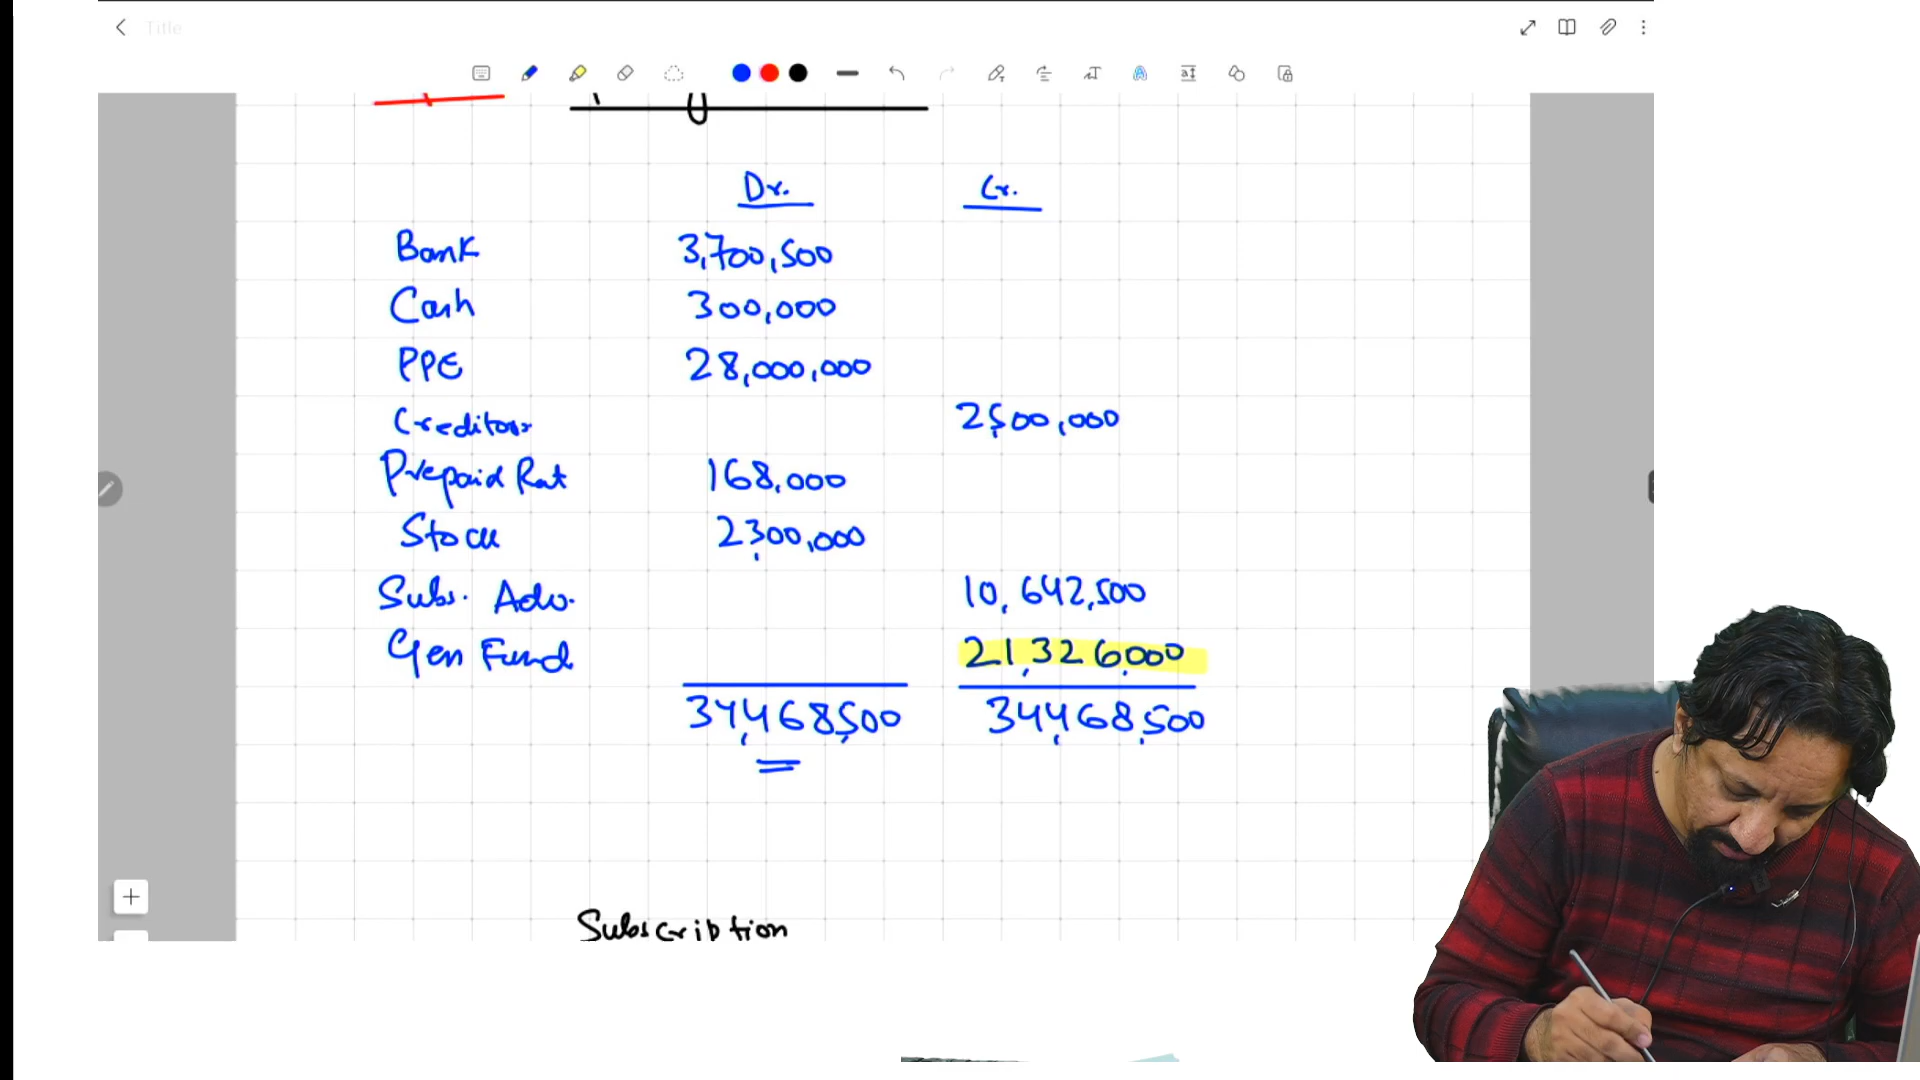 Title
Dr. Cr.
Bank 3,700,500
Cash 300,000
PPE 28,000,000
Creditors 2,500,000
Prepaid Rat 168,000
Stock 2,300,000
Subs. Adv. 10,642,500
Gen Fund 21,326,000
34,468,500 34,468,500
Subscription